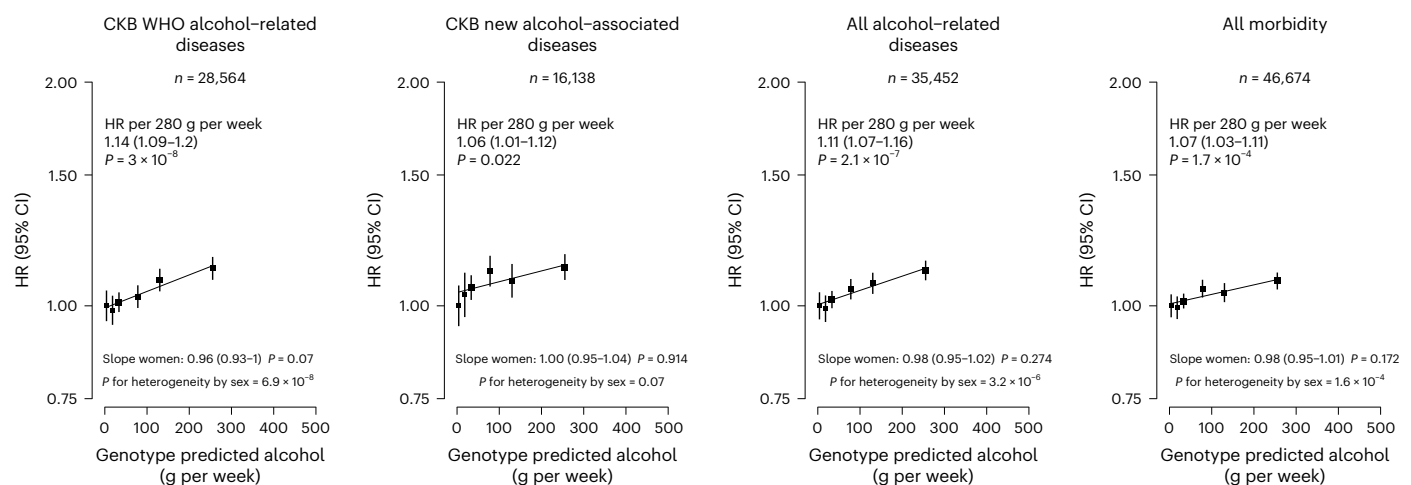 CKB WHO alcohol–related
diseases
n = 28,564
2.00
1.50
1.00
0.75
HR (95% CI)
HR per 280 g per week
1.14 (1.09–1.2)
P = 3 × 10⁻⁸
Slope women: 0.96 (0.93–1) P = 0.07
P for heterogeneity by sex = 6.9 × 10⁻⁸
0 100 200 300 400 500
Genotype predicted alcohol
(g per week)
CKB new alcohol–associated
diseases
n = 16,138
2.00
1.50
1.00
0.75
HR (95% CI)
HR per 280 g per week
1.06 (1.01–1.12)
P = 0.022
Slope women: 1.00 (0.95–1.04) P = 0.914
P for heterogeneity by sex = 0.07
0 100 200 300 400 500
Genotype predicted alcohol
(g per week)
All alcohol–related
diseases
n = 35,452
2.00
1.50
1.00
0.75
HR (95% CI)
HR per 280 g per week
1.11 (1.07–1.16)
P = 2.1 × 10⁻⁷
Slope women: 0.98 (0.95–1.02) P = 0.274
P for heterogeneity by sex = 3.2 × 10⁻⁶
0 100 200 300 400 500
Genotype predicted alcohol
(g per week)
All morbidity
n = 46,674
2.00
1.50
1.00
0.75
HR (95% CI)
HR per 280 g per week
1.07 (1.03–1.11)
P = 1.7 × 10⁻⁴
Slope women: 0.98 (0.95–1.01) P = 0.172
P for heterogeneity by sex = 1.6 × 10⁻⁴
0 100 200 300 400 500
Genotype predicted alcohol
(g per week)